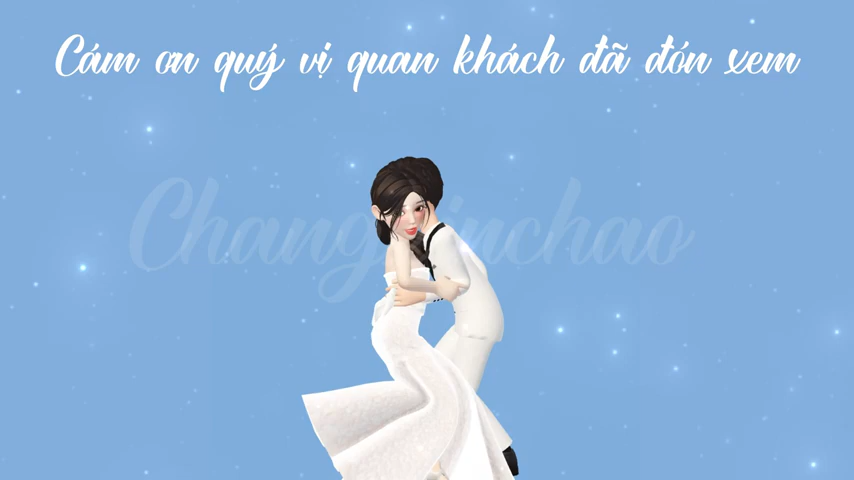 Cám ơn quý vị quan khách đã đón xem